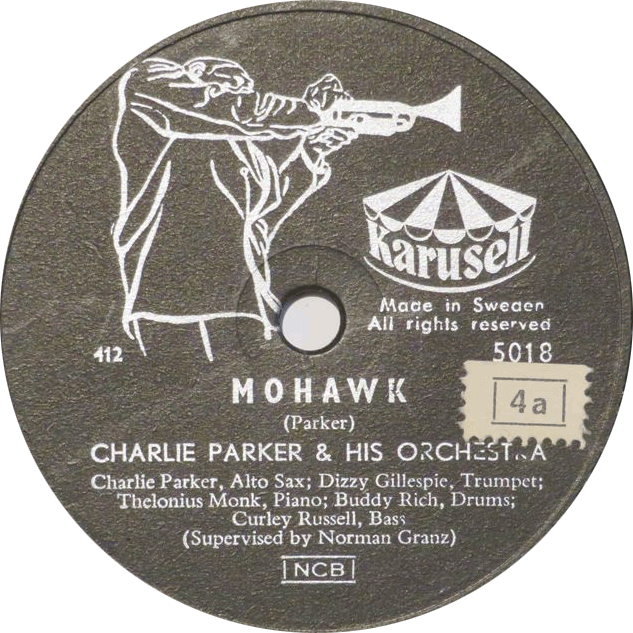 Karusell
Made in Sweden
All rights reserved
412
5018
MOHAWK
4a
(Parker)
CHARLIE PARKER & HIS ORCHESTRA
Charlie Parker, Alto Sax; Dizzy Gillespie, Trumpet;
Thelonius Monk, Piano; Buddy Rich, Drums;
Curley Russell, Bass
(Supervised by Norman Granz)
NCB